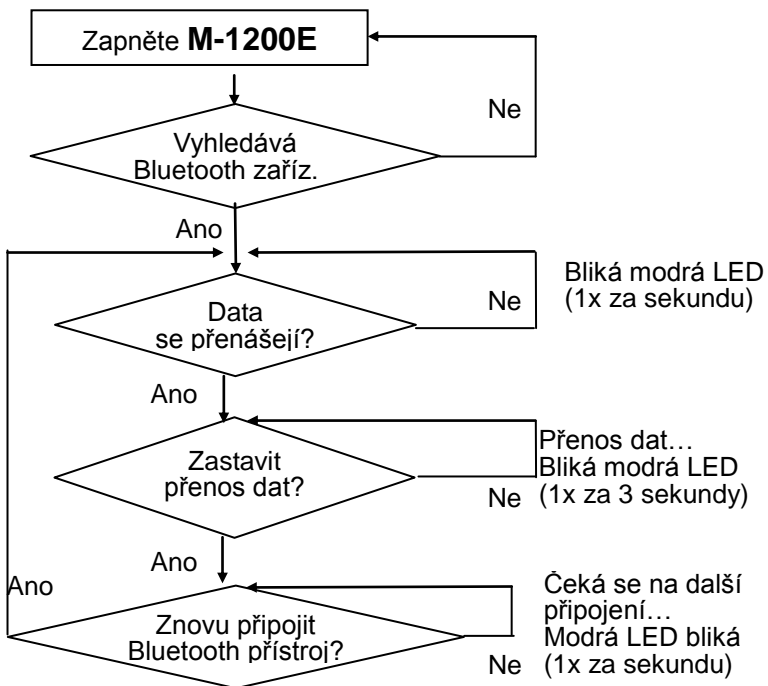 Zapněte M-1200E
Ne
Vyhledává
Bluetooth zaříz.
Ano
Bliká modrá LED
(1x za sekundu)
Ne
Data
se přenášejí?
Ano
Přenos dat…
Bliká modrá LED
(1x za 3 sekundy)
Ne
Zastavit
přenos dat?
Ano
Ano
Čeká se na další
připojení…
Modrá LED bliká
(1x za sekundu)
Ne
Znovu připojit
Bluetooth přístroj?